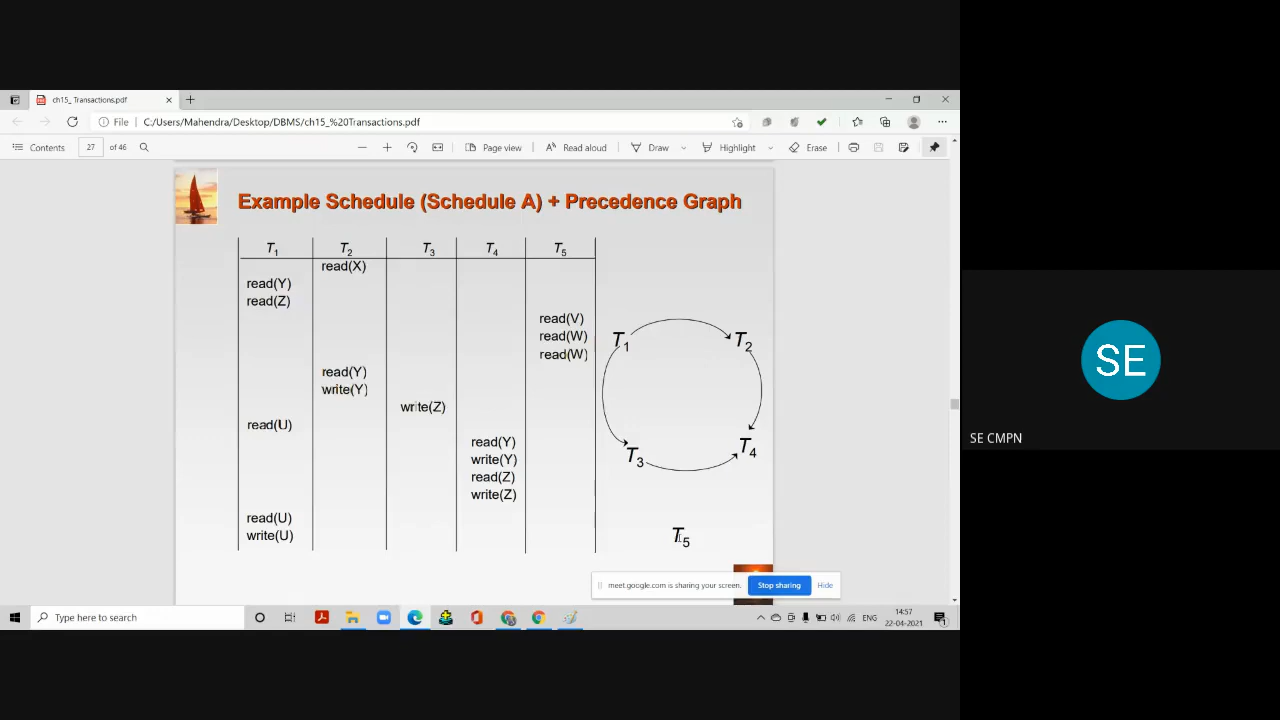 ch15_ Transactions.pdf
File C:/Users/Mahendra/Desktop/DBMS/ch15_%20Transactions.pdf
Contents 27 of 46 Page view Read aloud Draw Highlight Erase
Example Schedule (Schedule A) + Precedence Graph
T1 T2 T3 T4 T5
read(X)
read(Y)
read(Z)
read(V)
read(W)
read(W)
read(Y)
write(Y)
write(Z)
read(U)
read(Y)
write(Y)
read(Z)
write(Z)
read(U)
write(U)
T1 T2
T3 T4
T5
SE
SE CMPN
meet.google.com is sharing your screen. Stop sharing Hide
Type here to search
ENG
14:57
22-04-2021